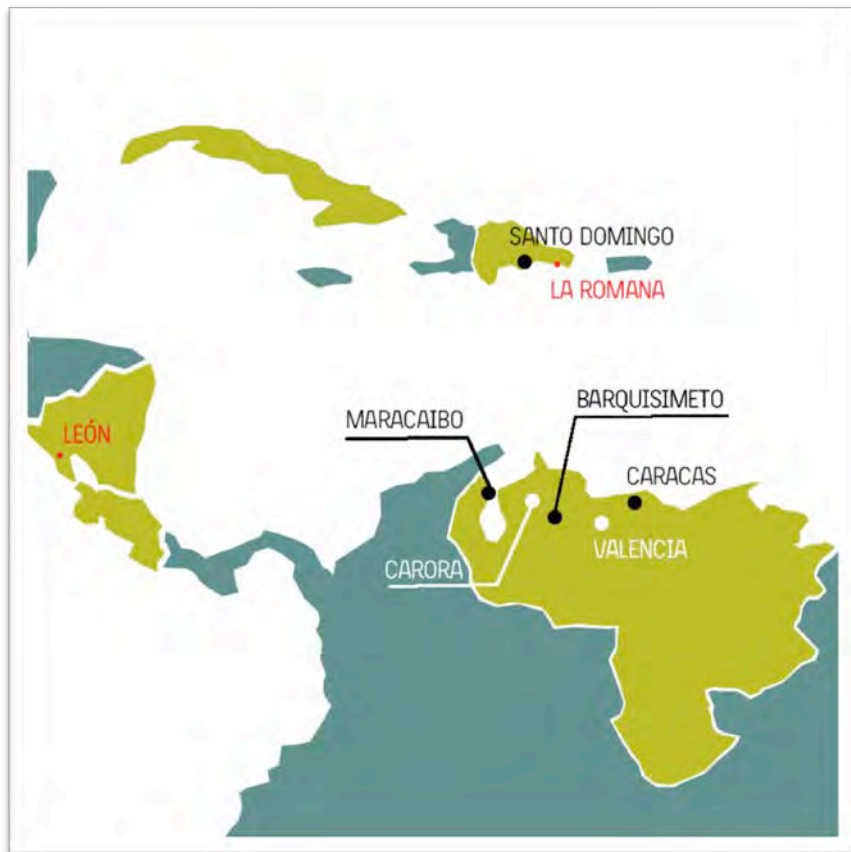 SANTO DOMINGO
LA ROMANA
MARACAIBO
BARQUISIMETO
LEÓN
CARACAS
VALENCIA
CARORA